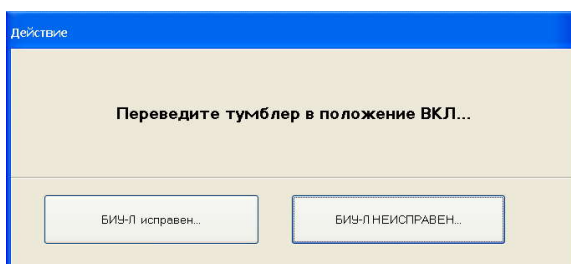 Действие
Переведите тумблер в положение ВКЛ...
БИУ-Л исправен...
БИУ-Л НЕИСПРАВЕН...